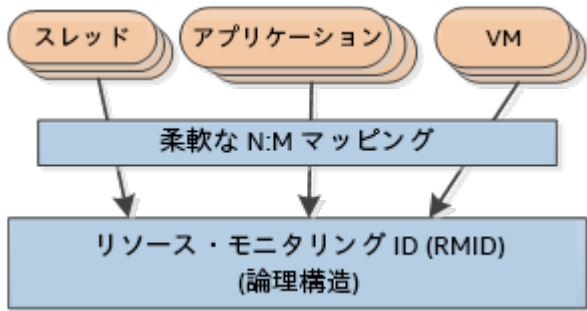 スレッド
アプリケーション
VM
柔軟な N:M マッピング
リソース・モニタリング ID (RMID)
(論理構造)